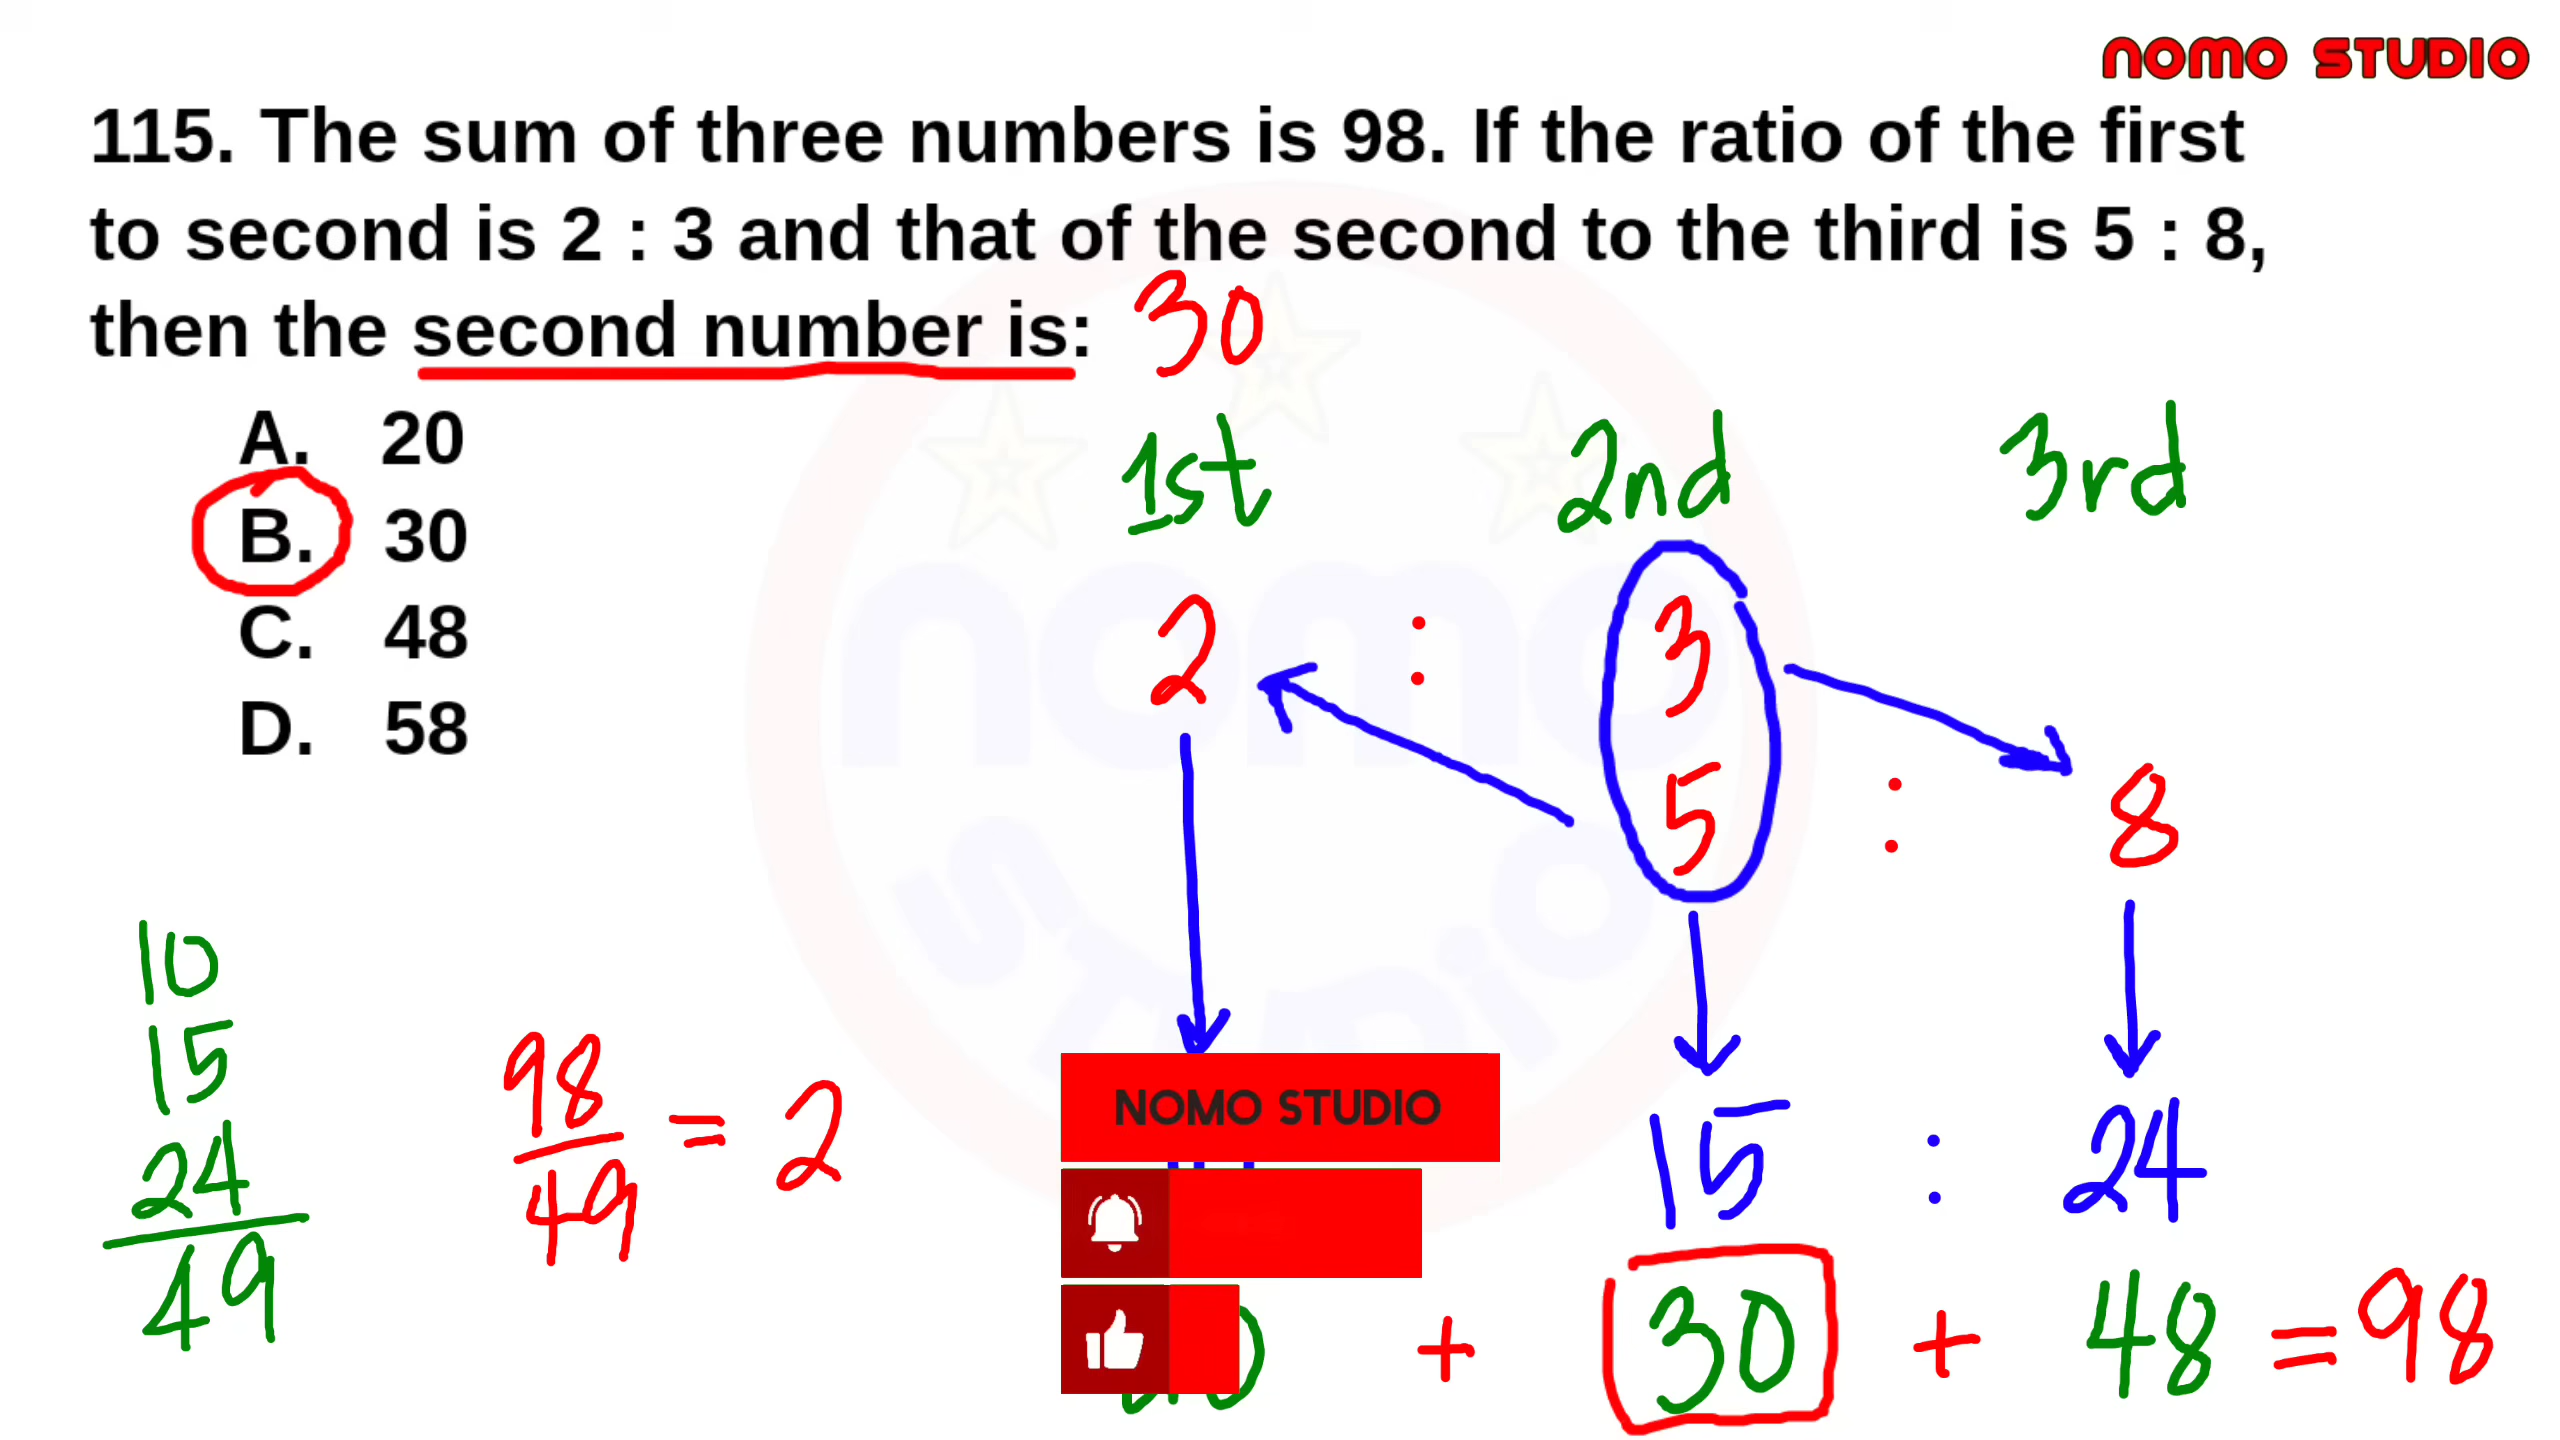 NOMO STUDIO
115. The sum of three numbers is 98. If the ratio of the first
to second is 2 : 3 and that of the second to the third is 5 : 8,
then the second number is: 30
A. 20
B. 30
C. 48
D. 58
1st 2nd 3rd
2 : 3
5 : 8
15 : 24
+ 30 + 48 = 98
10
15
24
49
98
49
= 2
NOMO STUDIO
nomo
STUDIO